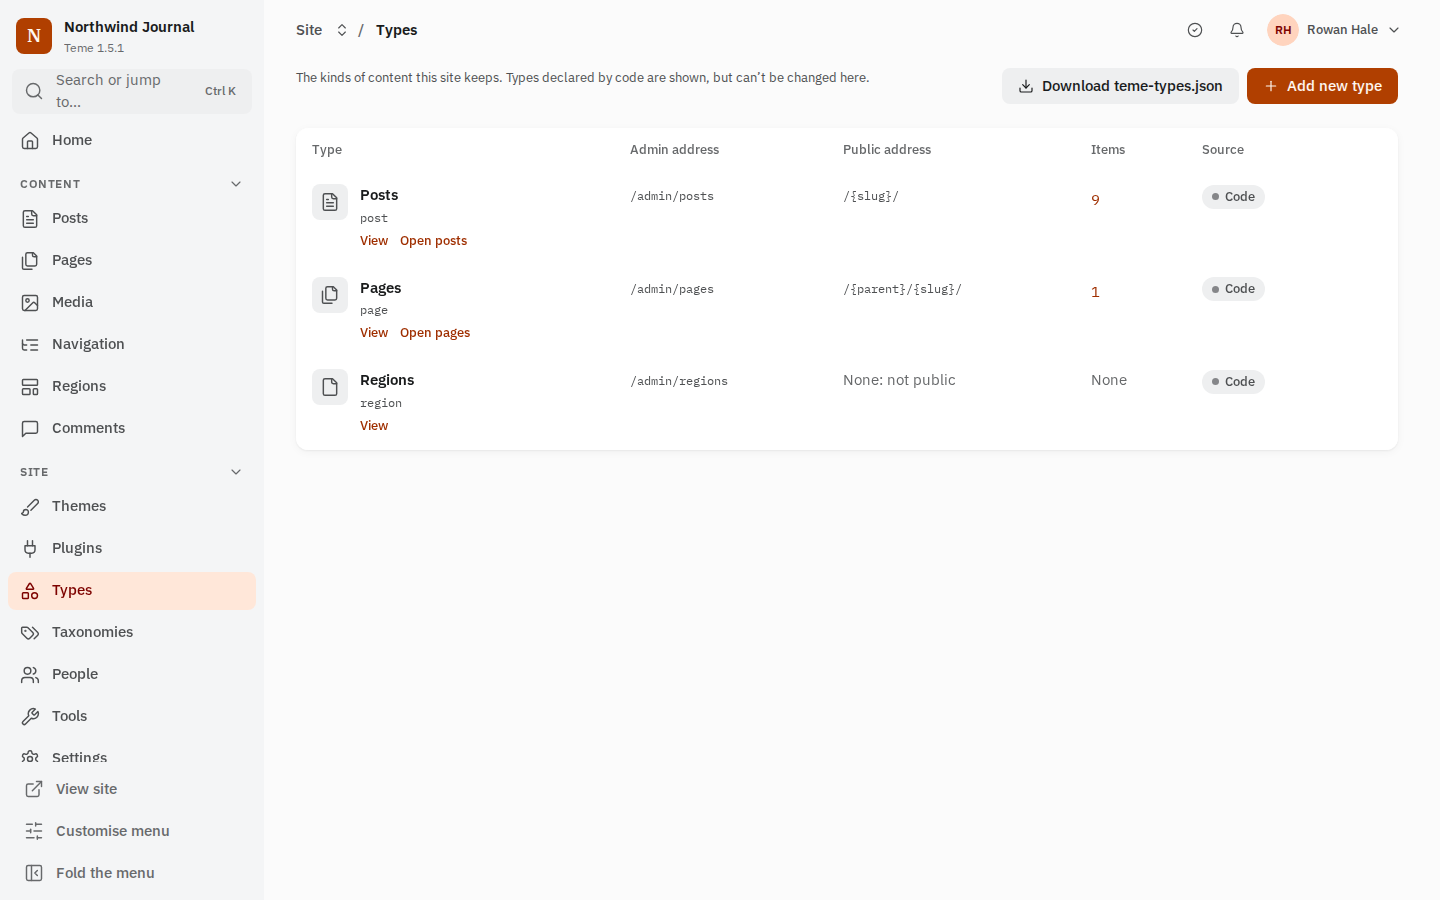 N
Northwind Journal
Teme 1.5.1
Search or jump
to...
Ctrl K
Home
CONTENT
Posts
Pages
Media
Navigation
Regions
Comments
SITE
Themes
Plugins
Types
Taxonomies
People
Tools
Settings
View site
Customise menu
Fold the menu
Site / Types
RH Rowan Hale
The kinds of content this site keeps. Types declared by code are shown, but can’t be changed here.
Download teme-types.json
Add new type
Type Admin address Public address Items Source
Posts /admin/posts /{slug}/ 9 Code
post
View Open posts
Pages /admin/pages /{parent}/{slug}/ 1 Code
page
View Open pages
Regions /admin/regions None: not public None Code
region
View